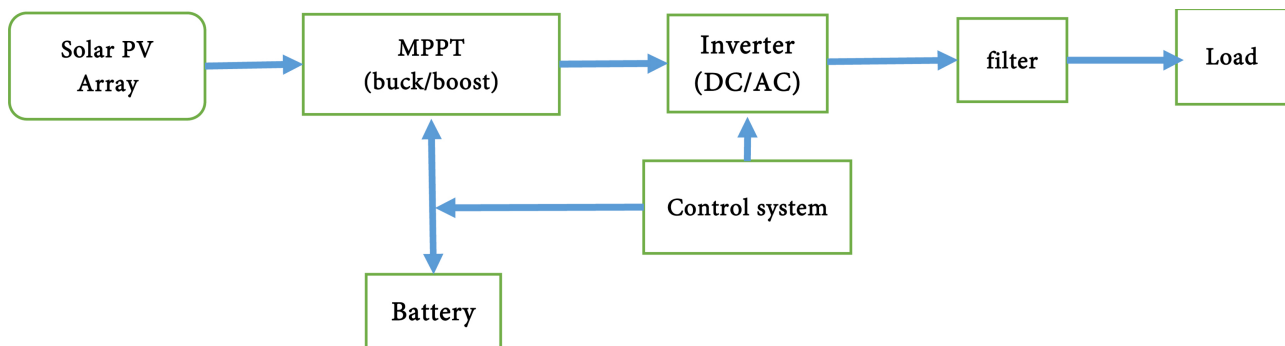 Solar PV
Array
MPPT
(buck/boost)
Inverter
(DC/AC)
filter
Load
Control system
Battery